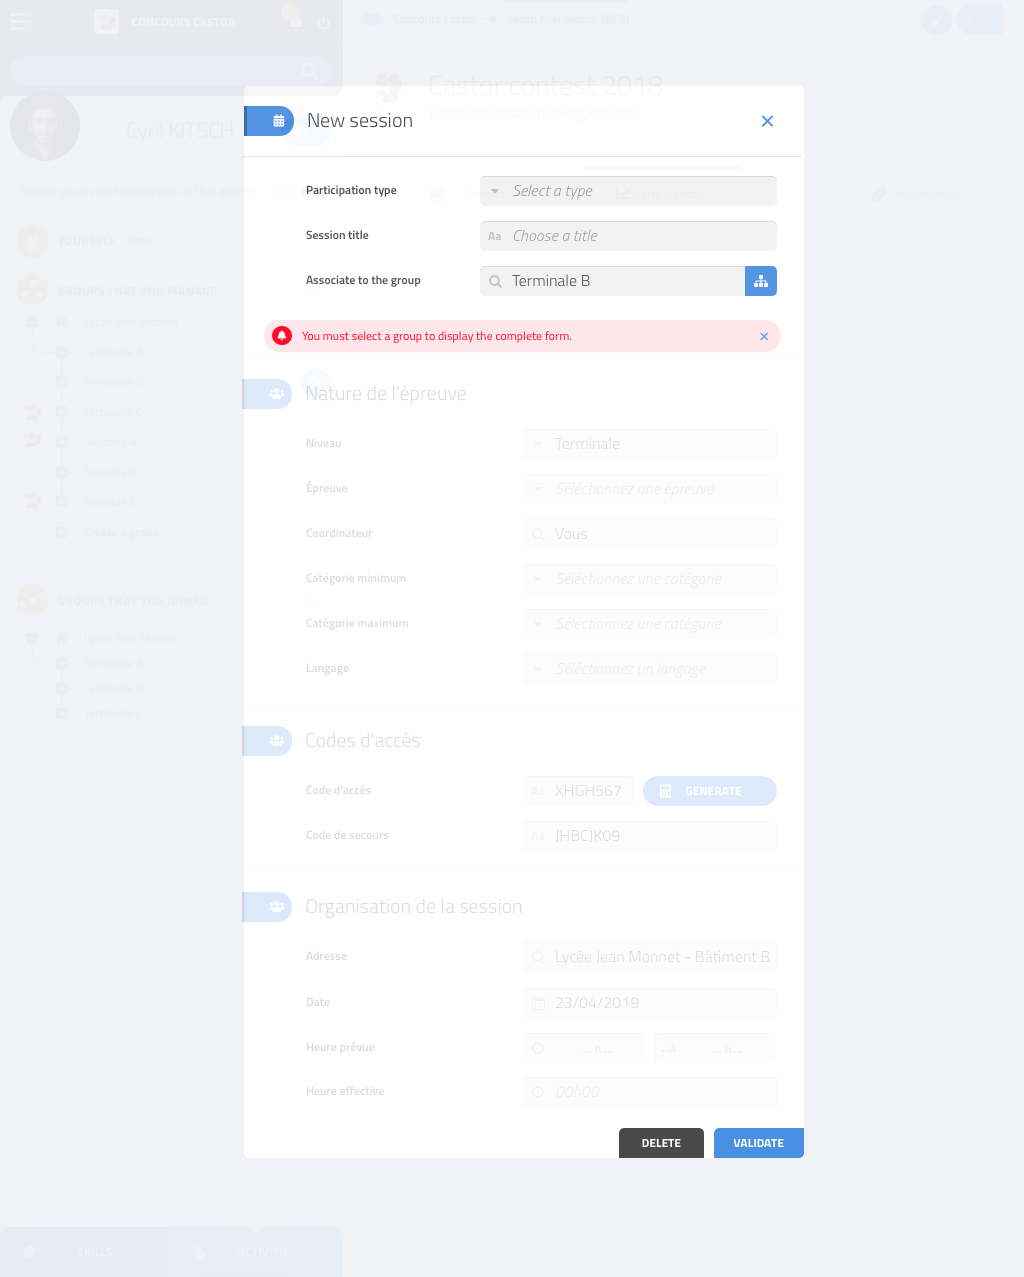 CONCOURS CASTOR
Concours Castor
Castor contest 2018
Computational thinking contest
Cyril KITSCH
New session
Participation type
Select a type
Session title
Aa Choose a title
Associate to the group
Terminale B
You must select a group to display the complete form.
YOURSELF
GROUPS THAT YOU MANAGE
Lycée Jean Monnet
Terminale A
Terminale B
Terminale C
Seconde A
Seconde B
Seconde C
Create a group
GROUPS THAT YOU JOINED
Lycée Jean Monnet
Terminale A
Terminale C
Nature de l'épreuve
Niveau
Terminale
Épreuve
Séléctionnez une épreuve
Coordinateur
Vous
Catégorie minimum
Séléctionnez une catégorie
Catégorie maximum
Séléctionnez une catégorie
Langage
Séléctionnez un langage
Codes d'accès
Code d'accès
Aa XHGH567
GENERATE
Code de secours
Aa JHBCJK09
Organisation de la session
Adresse
Lycée Jean Monnet - Bâtiment B
Date
23/04/2019
Heure prévue
... h ...
... h ...
Heure effective
00h00
DELETE
VALIDATE
SKILLS
ACTIVITIES